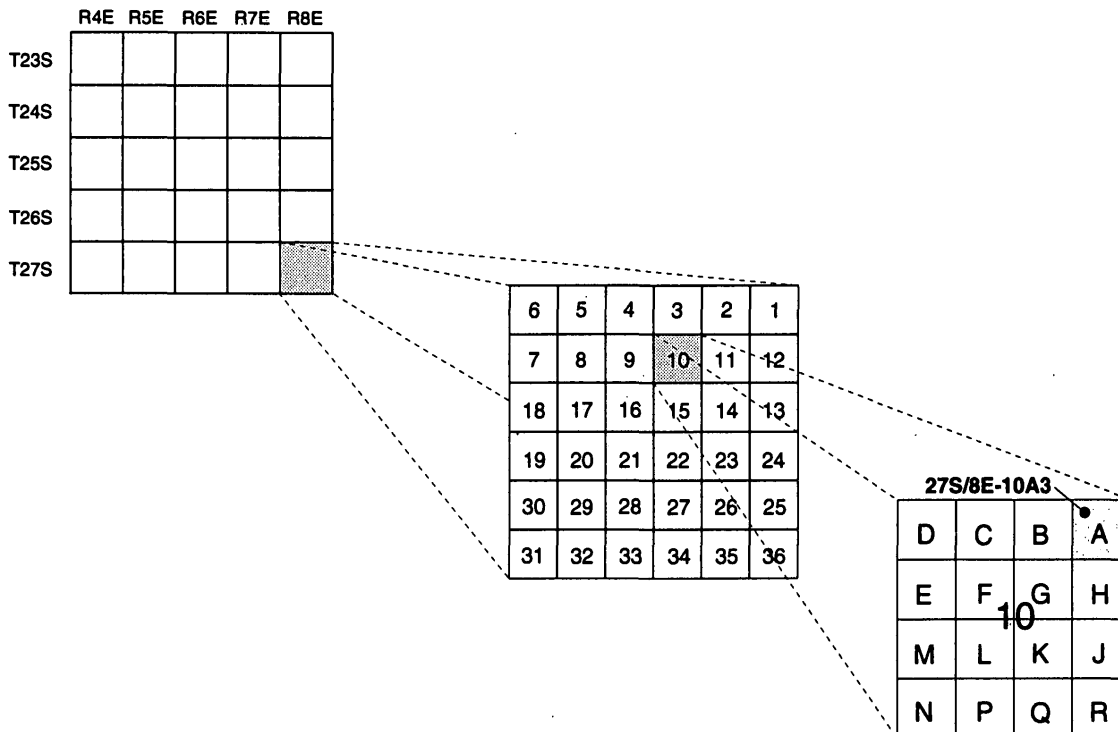 R4E R5E R6E R7E R8E
T23S
T24S
T25S
T26S
T27S
6 5 4 3 2 1
7 8 9 10 11 12
18 17 16 15 14 13
19 20 21 22 23 24
30 29 28 27 26 25
31 32 33 34 35 36
27S/8E-10A3
D C B A
E F G H
10
M L K J
N P Q R